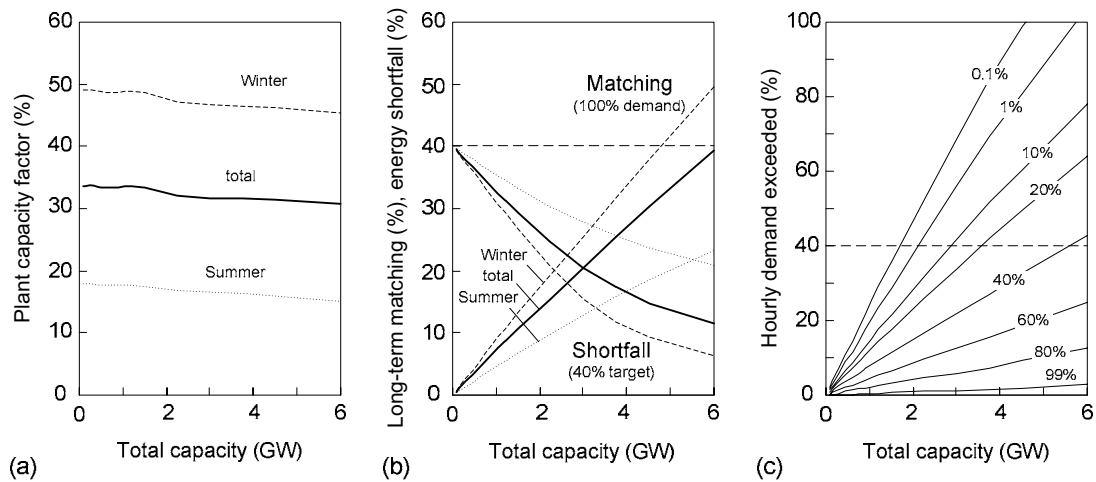 60
50
40
30
20
10
0
Plant capacity factor (%)
Winter
total
Summer
0
2
4
6
Total capacity (GW)
(a)
60
50
40
30
20
10
0
Long-term matching (%), energy shortfall (%)
Matching
(100% demand)
Winter
total
Summer
Shortfall
(40% target)
0
2
4
6
Total capacity (GW)
(b)
100
80
60
40
20
0
Hourly demand exceeded (%)
0.1%
1%
10%
20%
40%
60%
80%
99%
0
2
4
6
Total capacity (GW)
(c)